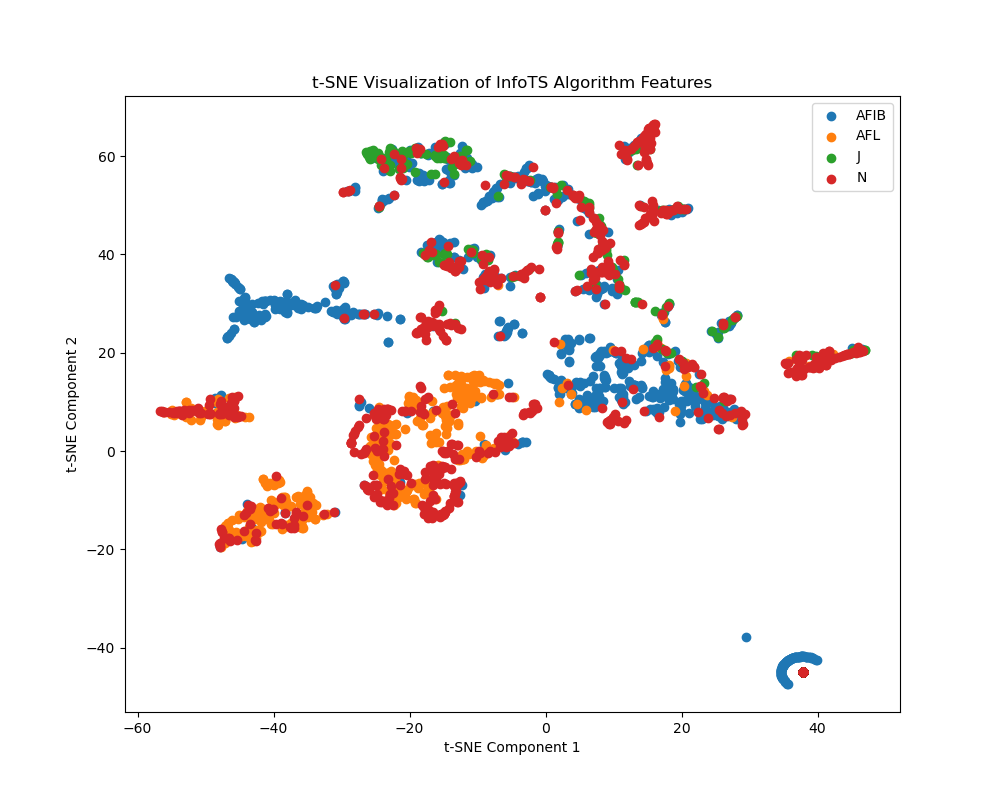 t-SNE Visualization of InfoTS Algorithm Features
AFIB
AFL
J
N
60
40
20
0
−20
−40
t-SNE Component 2
−60
−40
−20
0
20
40
t-SNE Component 1